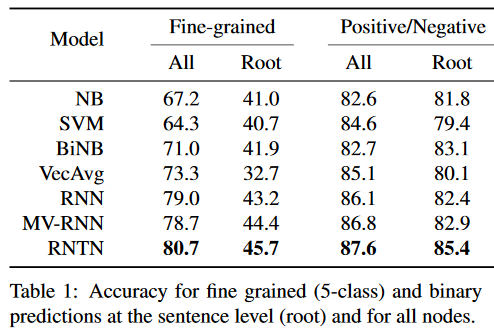 Model Fine-grained Positive/Negative
All Root All Root
NB 67.2 41.0 82.6 81.8
SVM 64.3 40.7 84.6 79.4
BiNB 71.0 41.9 82.7 83.1
VecAvg 73.3 32.7 85.1 80.1
RNN 79.0 43.2 86.1 82.4
MV-RNN 78.7 44.4 86.8 82.9
RNTN 80.7 45.7 87.6 85.4
Table 1: Accuracy for fine grained (5-class) and binary
predictions at the sentence level (root) and for all nodes.